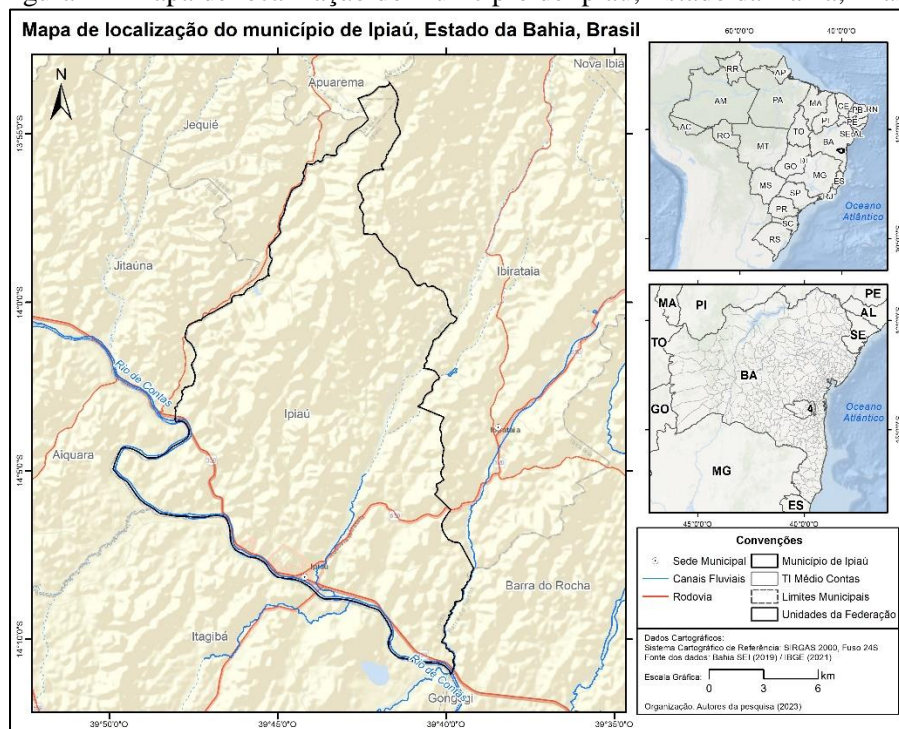 Mapa de localização do município de Ipiaú, Estado da Bahia, Brasil
N
Apuarema
Nova Ibiá
Jequié
Jitaúna
Ibirataia
Rio de Contas
Ipiaú
Ibirataia
Aiquara
Ipiaú
Barra do Rocha
Itagibá
Rio de Contas
Gongogi
13°55'0"S
14°0'0"S
14°5'0"S
14°10'0"S
39°50'0"O
39°45'0"O
39°40'0"O
39°35'0"O
60°0'0"O
40°0'0"O
RR
AP
AM
PA
MA
CE
RN
PB
PI
PE
AC
TO
SE
AL
RO
BA
MT
GO
MG
MS
ES
SP
RJ
PR
SC
RS
Oceano
Atlântico
MA
PI
PE
AL
SE
TO
BA
GO
MG
ES
Oceano
Atlântico
45°0'0"O
40°0'0"O
Convenções
Sede Municipal
Município de Ipiaú
Canais Fluviais
TI Médio Contas
Rodovia
Limites Municipais
Unidades da Federação
Dados Cartográficos:
Sistema Cartográfico de Referência: SIRGAS 2000, Fuso 24S
Fonte dos dados: Bahia SEI (2019) / IBGE (2021)
Escala Gráfica:
km
0 3 6
Organização: Autores da pesquisa (2023)